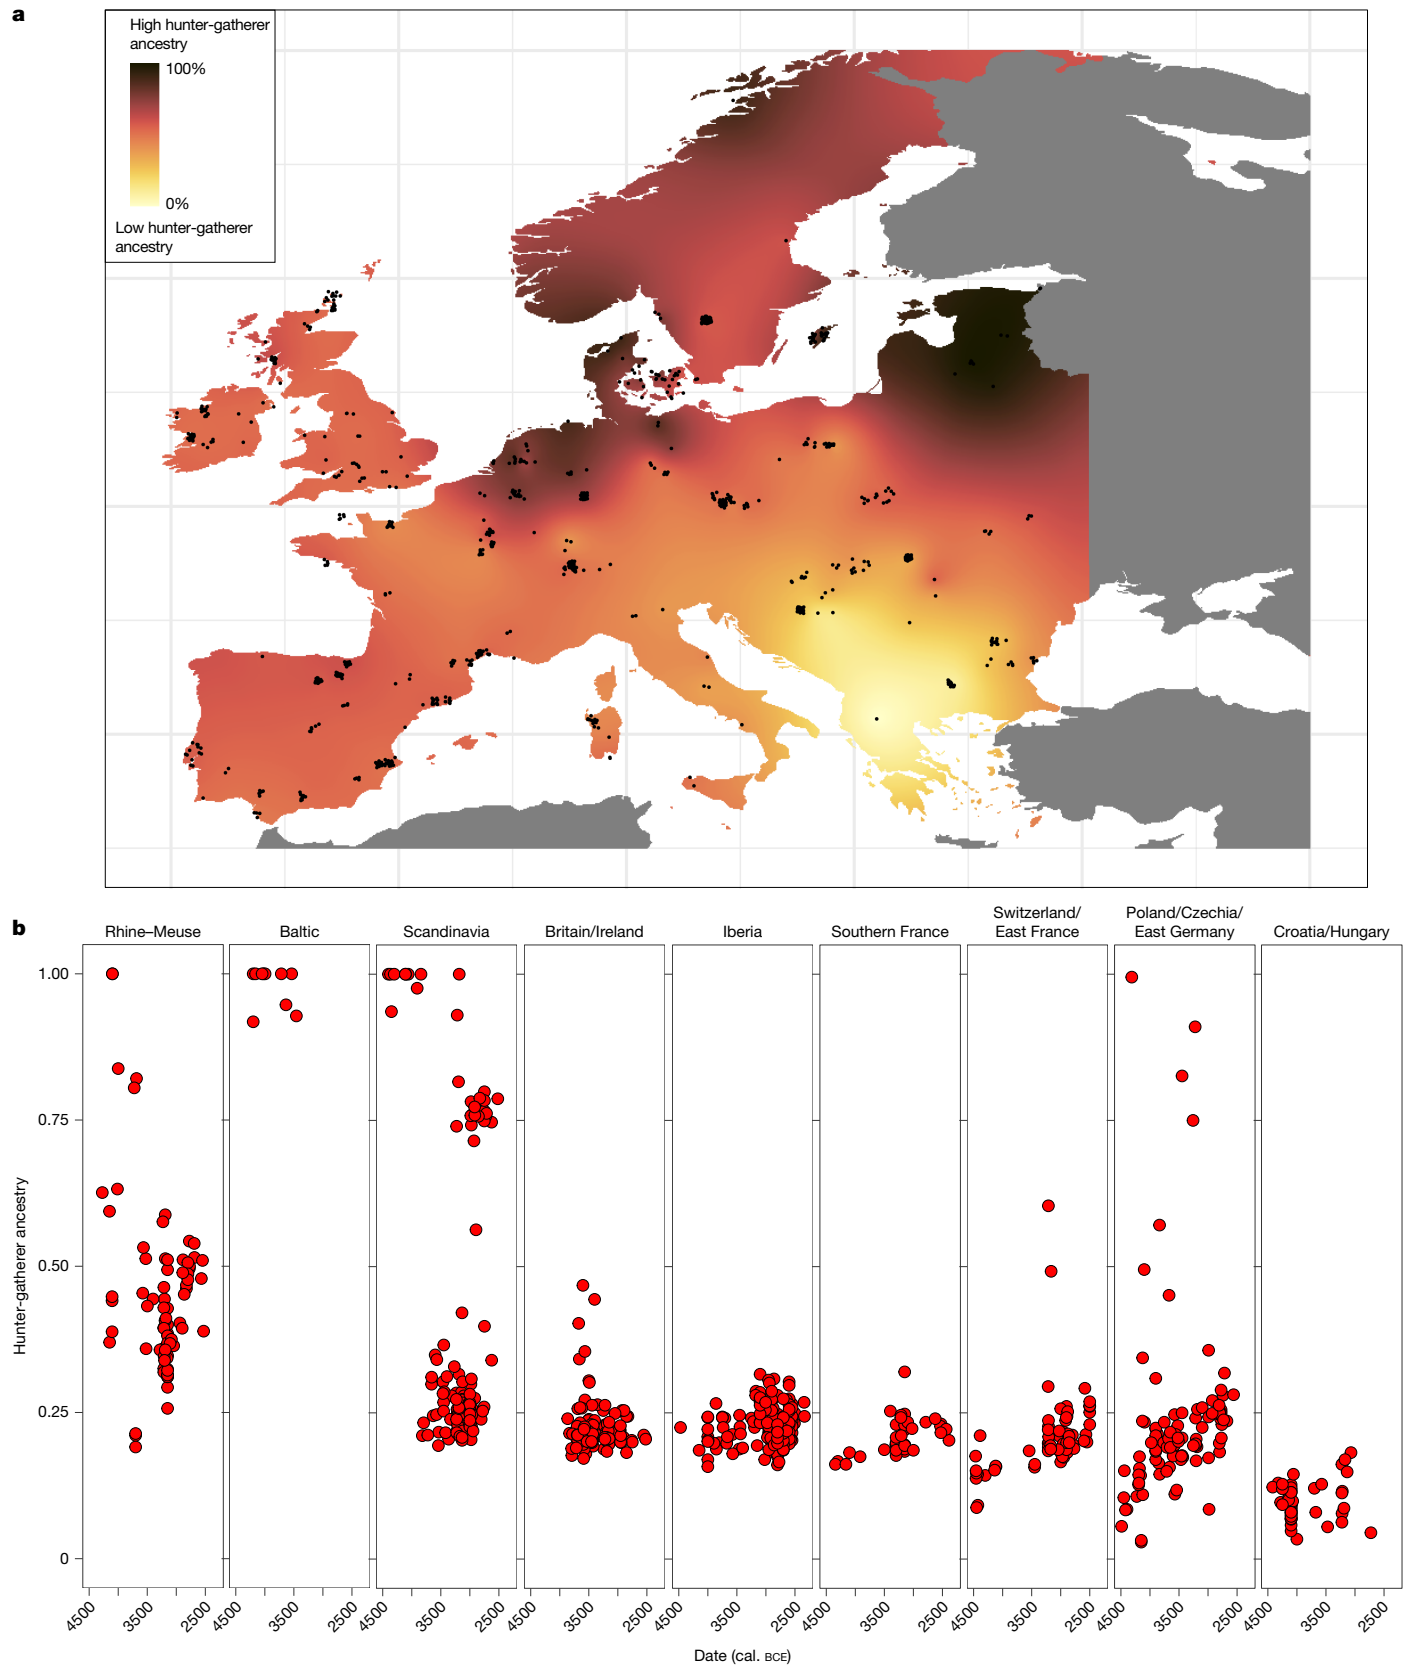 a
High hunter-gatherer
ancestry
100%
0%
Low hunter-gatherer
ancestry
b
Rhine–Meuse
Baltic
Scandinavia
Britain/Ireland
Iberia
Southern France
Switzerland/
East France
Poland/Czechia/
East Germany
Croatia/Hungary
Hunter-gatherer ancestry
1.00
0.75
0.50
0.25
0
4500 3500 2500
4500 3500 2500
4500 3500 2500
4500 3500 2500
4500 3500 2500
4500 3500 2500
4500 3500 2500
4500 3500 2500
4500 3500 2500
Date (cal. BCE)